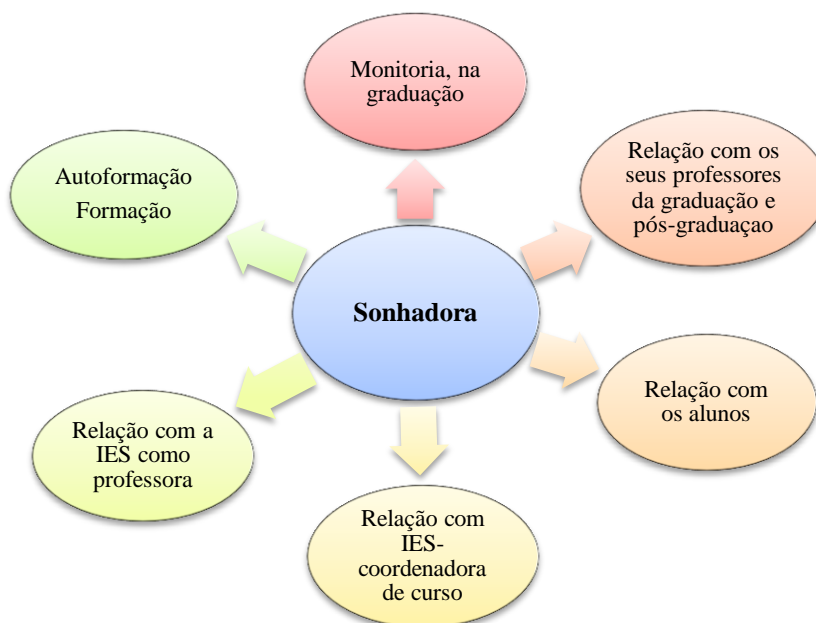 Monitoria, na
graduação
Relação com os
seus professores
da graduação e
pós-graduaçao
Autoformação
Formação
Sonhadora
Relação com
os alunos
Relação com a
IES como
professora
Relação com
IES-
coordenadora
de curso